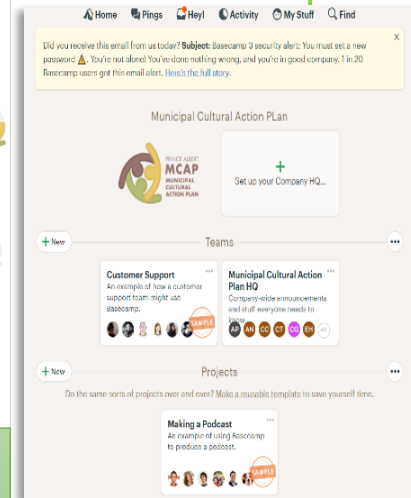 Home Pings Hey! Activity My Stuff Find
Did you receive this email from us today? Subject: Basecamp 3 security alert: You must set a new
password ⚠. You're not alone! You've done nothing wrong, and you're in good company. 1 in 20
Basecamp users got this email alert. Here's the full story.
x
Municipal Cultural Action PLan
PRINCE ALBERT
MCAP
MUNICIPAL
CULTURAL
ACTION PLAN
+
Set up your Company HQ...
+ New
Teams
Customer Support
An example of how a customer
support team might use
Basecamp.
SAMPLE
Municipal Cultural Action
Plan HQ
Company-wide announcements
and stuff everyone needs to
know.
AP AN CC CT CG EH
+ New
Projects
Do the same sorts of projects over and over? Make a reusable template to save yourself time.
Making a Podcast
An example of using Basecamp
to produce a podcast.
SAMPLE